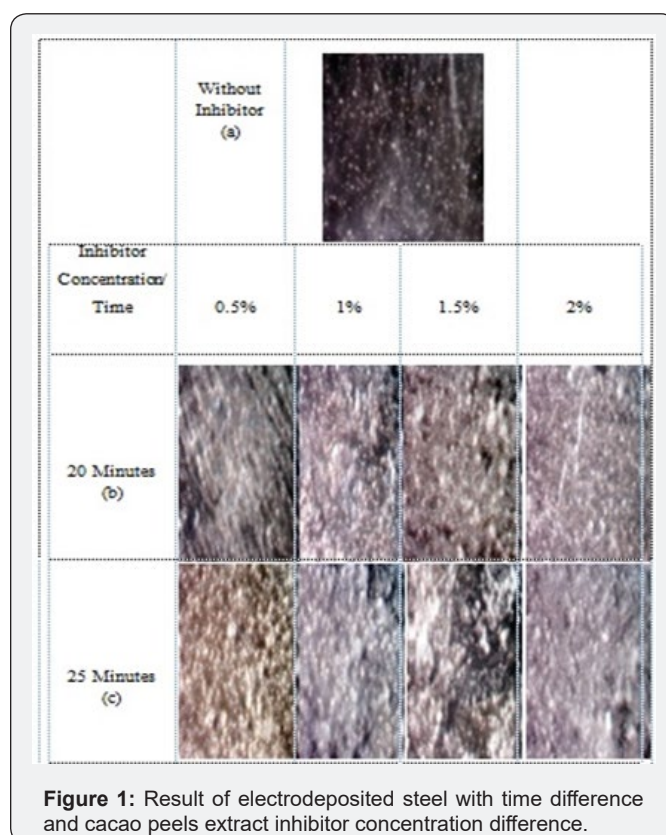 Without
Inhibitor
(a)
Inhibitor
Concentration/
Time
0.5%
1%
1.5%
2%
20 Minutes
(b)
25 Minutes
(c)
Figure 1: Result of electrodeposited steel with time difference
and cacao peels extract inhibitor concentration difference.